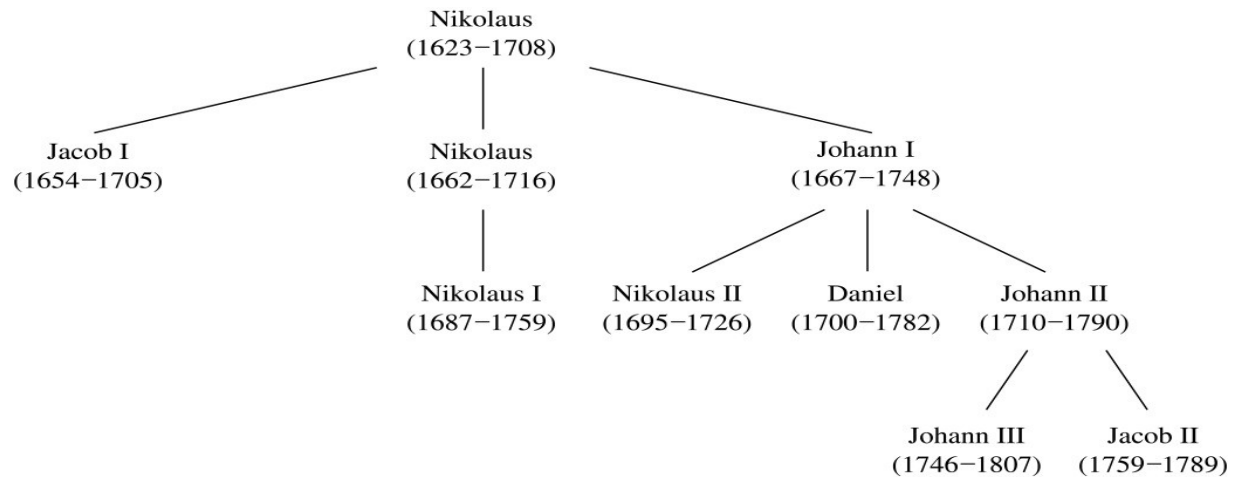 Nikolaus
(1623−1708)
Jacob I
(1654−1705)
Nikolaus
(1662−1716)
Johann I
(1667−1748)
Nikolaus I
(1687−1759)
Nikolaus II
(1695−1726)
Daniel
(1700−1782)
Johann II
(1710−1790)
Johann III
(1746−1807)
Jacob II
(1759−1789)